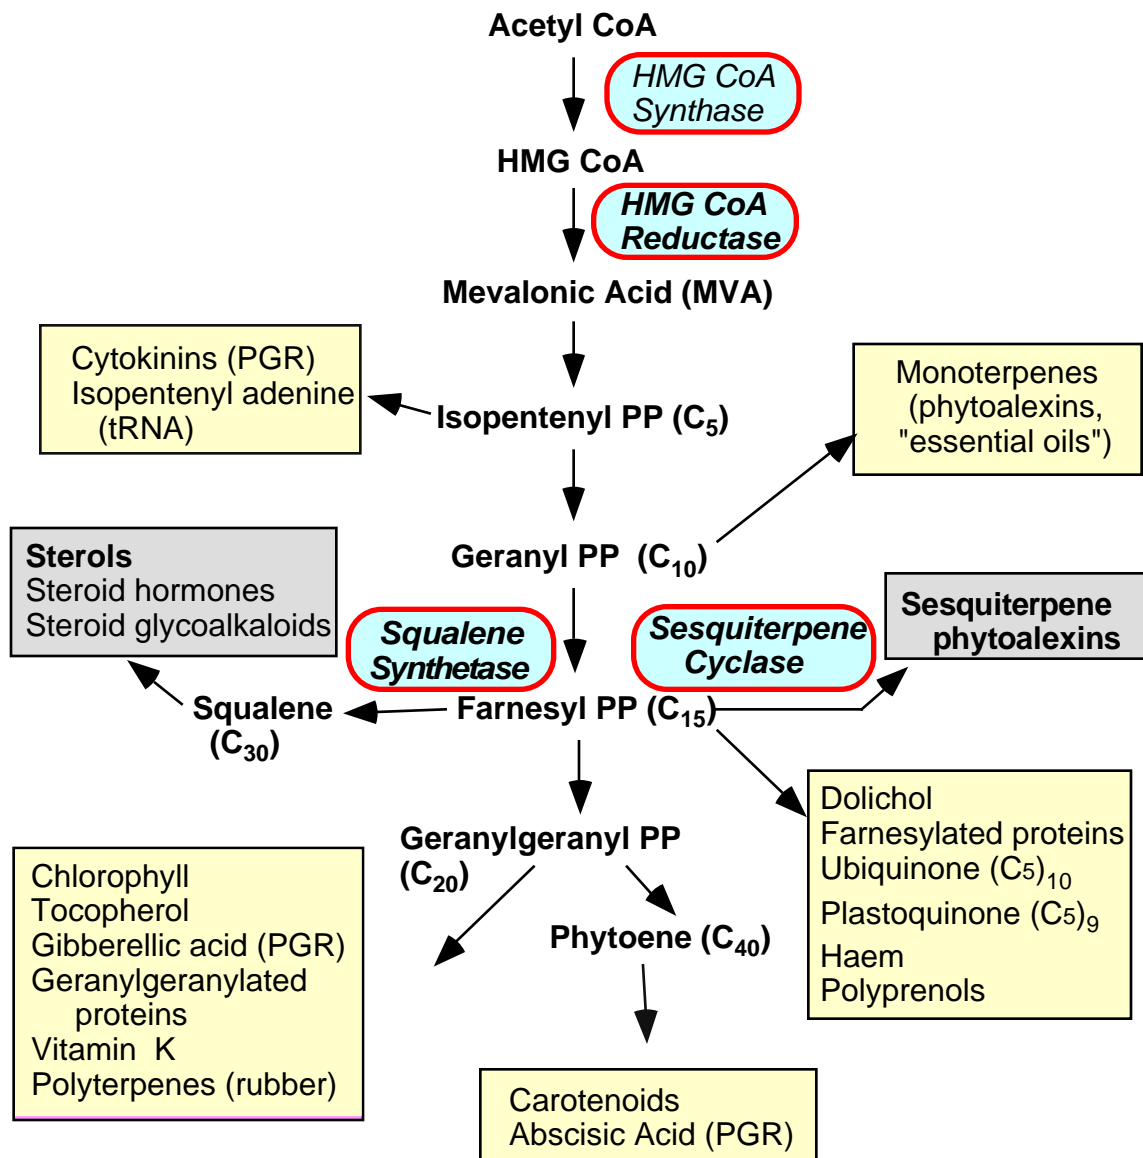 Acetyl CoA
HMG CoA
Synthase
HMG CoA
HMG CoA
Reductase
Mevalonic Acid (MVA)
Cytokinins (PGR)
Isopentenyl adenine
(tRNA)
Monoterpenes
(phytoalexins,
"essential oils")
Isopentenyl PP (C5)
Geranyl PP (C10)
Sterols
Steroid hormones
Steroid glycoalkaloids
Squalene
Synthetase
Sesquiterpene
Cyclase
Sesquiterpene
phytoalexins
Squalene
(C30)
Farnesyl PP (C15)
Dolichol
Farnesylated proteins
Ubiquinone (C5)10
Plastoquinone (C5)9
Haem
Polyprenols
Geranylgeranyl PP
(C20)
Chlorophyll
Tocopherol
Gibberellic acid (PGR)
Geranylgeranylated
proteins
Vitamin K
Polyterpenes (rubber)
Phytoene (C40)
Carotenoids
Abscisic Acid (PGR)